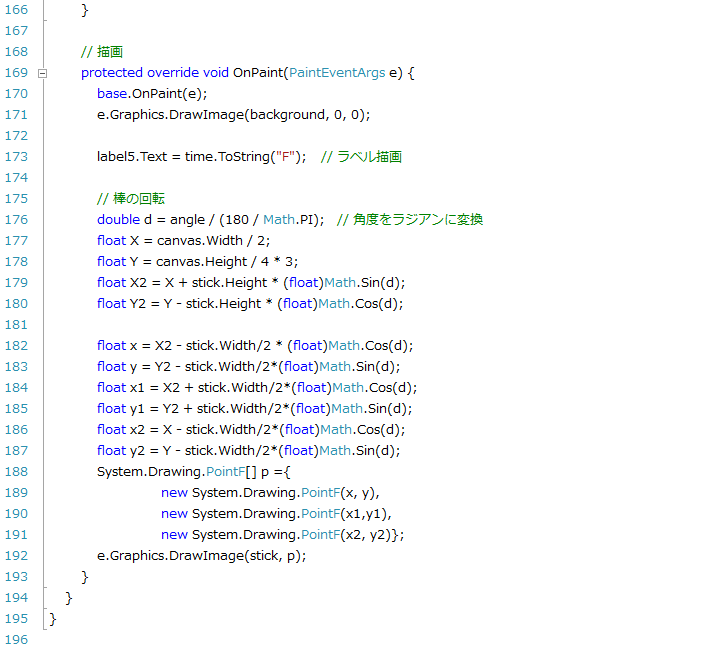 166 }
167
168 // 描画
169 protected override void OnPaint(PaintEventArgs e) {
170 base.OnPaint(e);
171 e.Graphics.DrawImage(background, 0, 0);
172
173 label5.Text = time.ToString("F"); // ラベル描画
174
175 // 棒の回転
176 double d = angle / (180 / Math.PI); // 角度をラジアンに変換
177 float X = canvas.Width / 2;
178 float Y = canvas.Height / 4 * 3;
179 float X2 = X + stick.Height * (float)Math.Sin(d);
180 float Y2 = Y - stick.Height * (float)Math.Cos(d);
181
182 float x = X2 - stick.Width/2 * (float)Math.Cos(d);
183 float y = Y2 - stick.Width/2*(float)Math.Sin(d);
184 float x1 = X2 + stick.Width/2*(float)Math.Cos(d);
185 float y1 = Y2 + stick.Width/2*(float)Math.Sin(d);
186 float x2 = X - stick.Width/2*(float)Math.Cos(d);
187 float y2 = Y - stick.Width/2*(float)Math.Sin(d);
188 System.Drawing.PointF[] p ={
189 new System.Drawing.PointF(x, y),
190 new System.Drawing.PointF(x1,y1),
191 new System.Drawing.PointF(x2, y2)};
192 e.Graphics.DrawImage(stick, p);
193 }
194 }
195 }
196